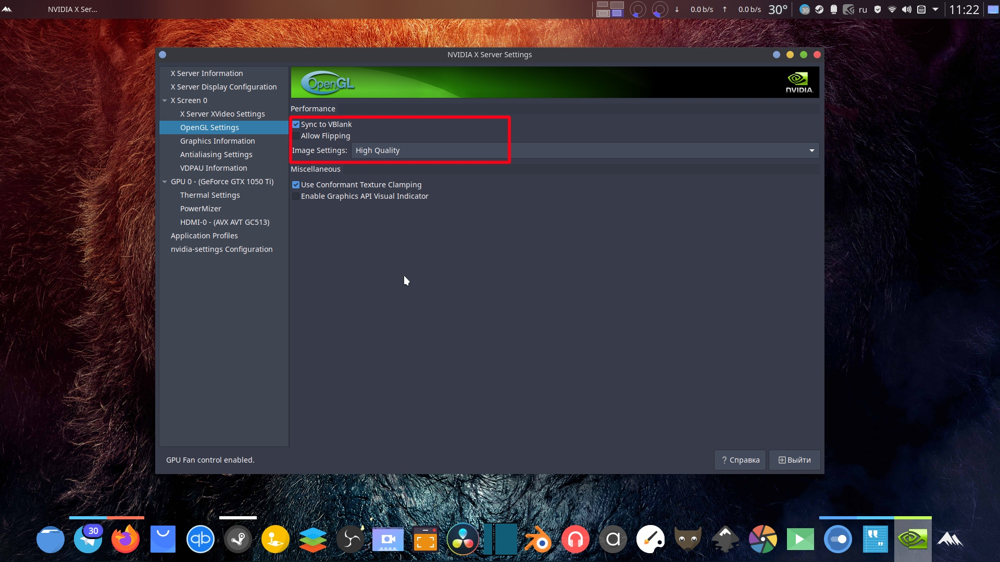 NVIDIA X Ser...
↓ 0.0 b/s ↑ 0.0 b/s 30° 30 ru 11:22
NVIDIA X Server Settings
X Server Information
X Server Display Configuration
X Screen 0
X Server XVideo Settings
OpenGL Settings
Graphics Information
Antialiasing Settings
VDPAU Information
GPU 0 - (GeForce GTX 1050 Ti)
Thermal Settings
PowerMizer
HDMI-0 - (AVX AVT GC513)
Application Profiles
nvidia-settings Configuration
OpenGL
NVIDIA.
Performance
Sync to VBlank
Allow Flipping
Image Settings: High Quality
Miscellaneous
Use Conformant Texture Clamping
Enable Graphics API Visual Indicator
GPU Fan control enabled.
? Справка
Выйти
30
qb
a